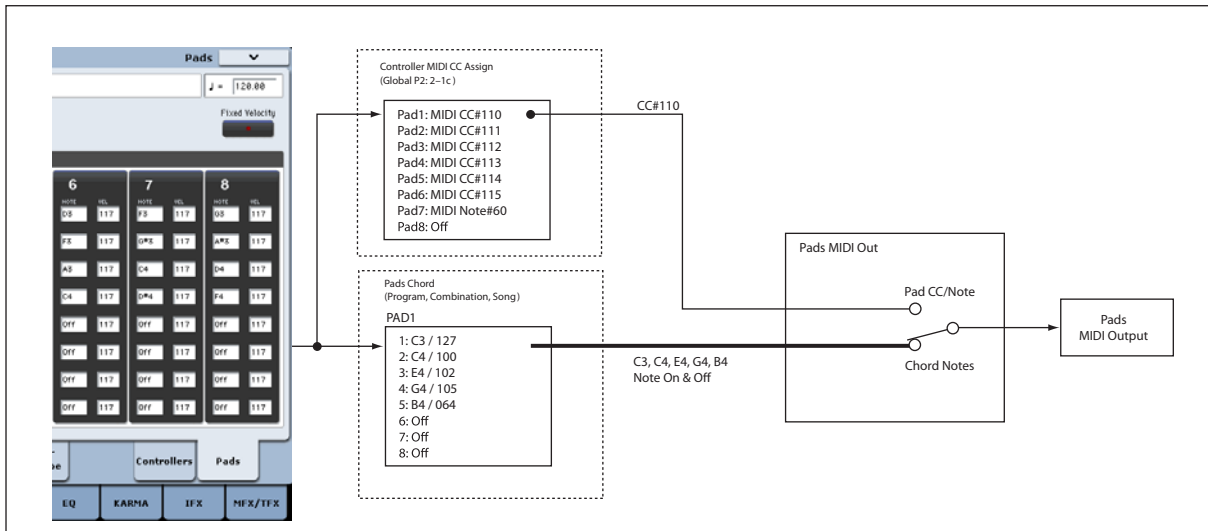 Pads
♩ = 120.00
Fixed Velocity
6 7 8
NOTE VEL NOTE VEL NOTE VEL
D3 117 F3 117 G3 117
F3 117 G#3 117 A#3 117
A3 117 C4 117 D4 117
C4 117 D#4 117 F4 117
Off 117 Off 117 Off 117
Off 117 Off 117 Off 117
Off 117 Off 117 Off 117
Off 117 Off 117 Off 117
Controllers Pads
EQ KARMA IFX MFX/TFX
Controller MIDI CC Assign
(Global P2: 2–1c )
Pad1: MIDI CC#110
Pad2: MIDI CC#111
Pad3: MIDI CC#112
Pad4: MIDI CC#113
Pad5: MIDI CC#114
Pad6: MIDI CC#115
Pad7: MIDI Note#60
Pad8: Off
CC#110
Pads Chord
(Program, Combination, Song)
PAD1
1: C3 / 127
2: C4 / 100
3: E4 / 102
4: G4 / 105
5: B4 / 064
6: Off
7: Off
8: Off
C3, C4, E4, G4, B4
Note On & Off
Pads MIDI Out
Pad CC/Note
Chord Notes
Pads
MIDI Output